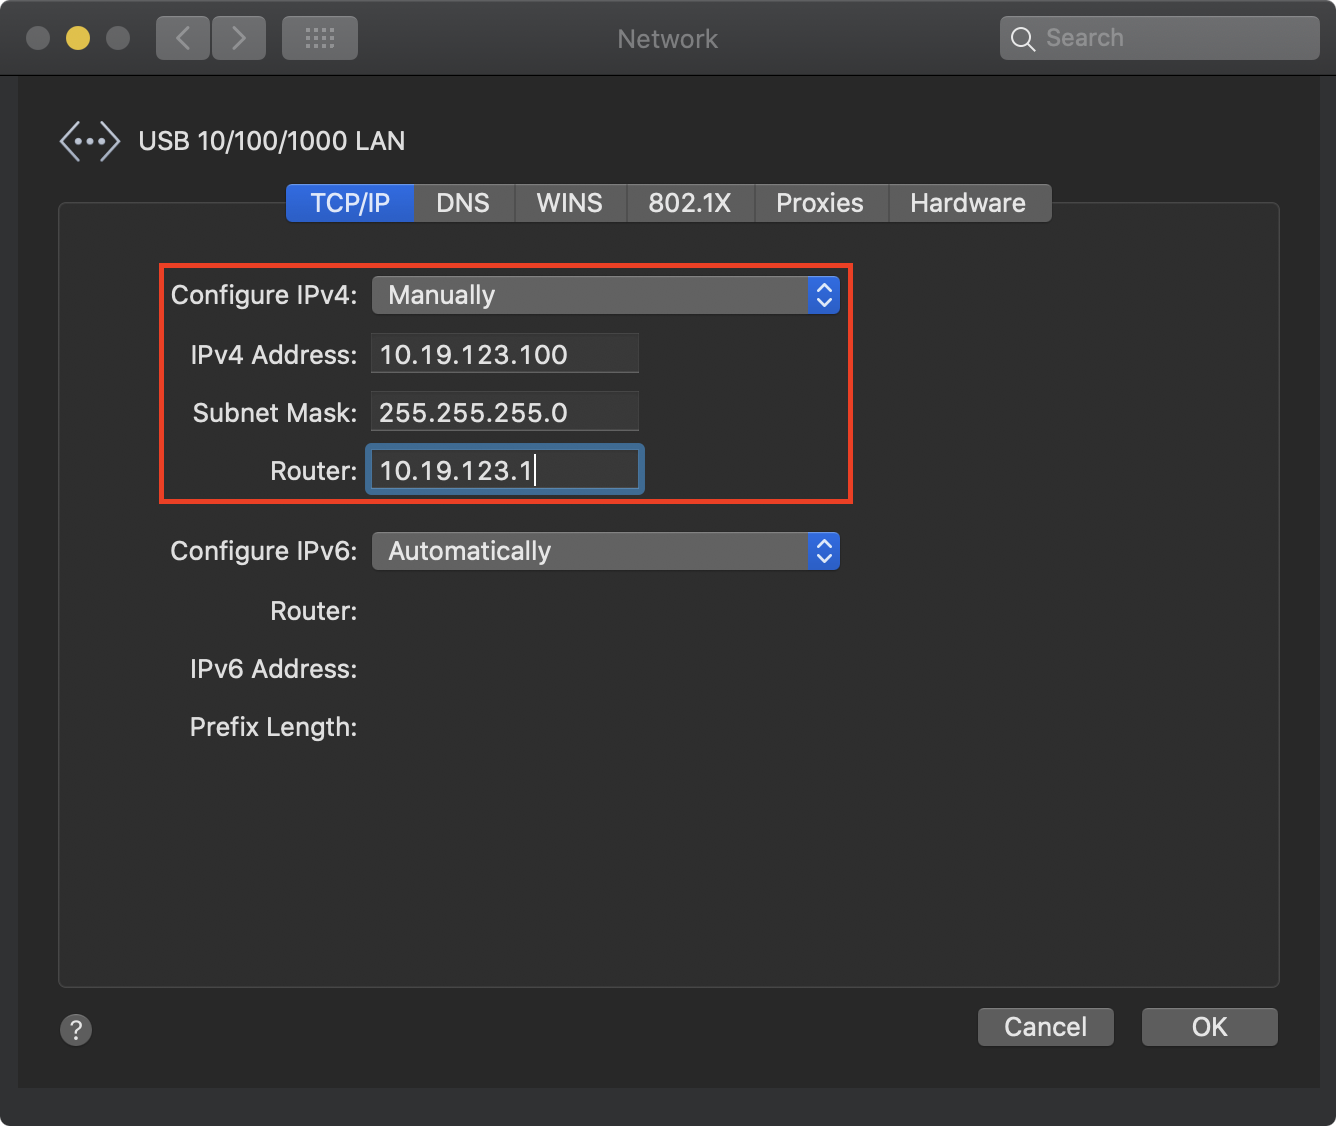 Network
Search
USB 10/100/1000 LAN
TCP/IP DNS WINS 802.1X Proxies Hardware
Configure IPv4: Manually
IPv4 Address: 10.19.123.100
Subnet Mask: 255.255.255.0
Router: 10.19.123.1
Configure IPv6: Automatically
Router:
IPv6 Address:
Prefix Length:
? Cancel OK